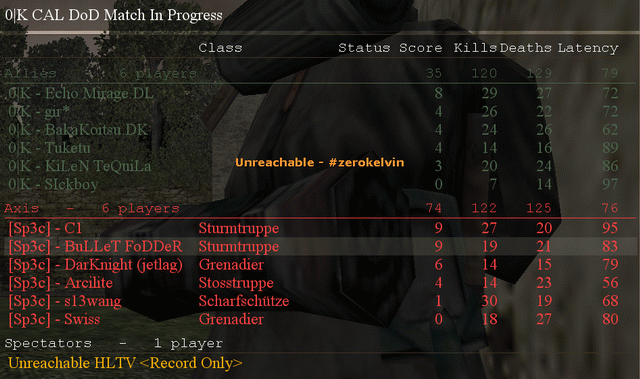 0|K CAL DoD Match In Progress
Class Status Score Kills Deaths Latency
Allies - 6 players 35 120 129 79
0|K - Echo Mirage DL 8 29 27 72
0|K - gu* 4 26 22 72
0|K - BakaKoitsu DK 4 24 26 62
0|K - Tuketu 4 14 16 89
0|K - KiLeN TeQuiLa 3 20 24 86
0|K - SIckboy 0 7 14 97
Unreachable - #zerokelvin
Axis - 6 players 74 122 125 76
[Sp3c] - C1 Sturmtruppe 9 27 20 95
[Sp3c] - BuLLeT FoDDeR Sturmtruppe 9 19 21 83
[Sp3c] - DarKnight (jetlag) Grenadier 6 14 15 79
[Sp3c] - Arcilite Stosstruppe 4 14 23 56
[Sp3c] - s13wang Scharfschütze 1 30 19 68
[Sp3c] - Swiss Grenadier 0 18 27 80
Spectators - 1 player
Unreachable HLTV <Record Only>